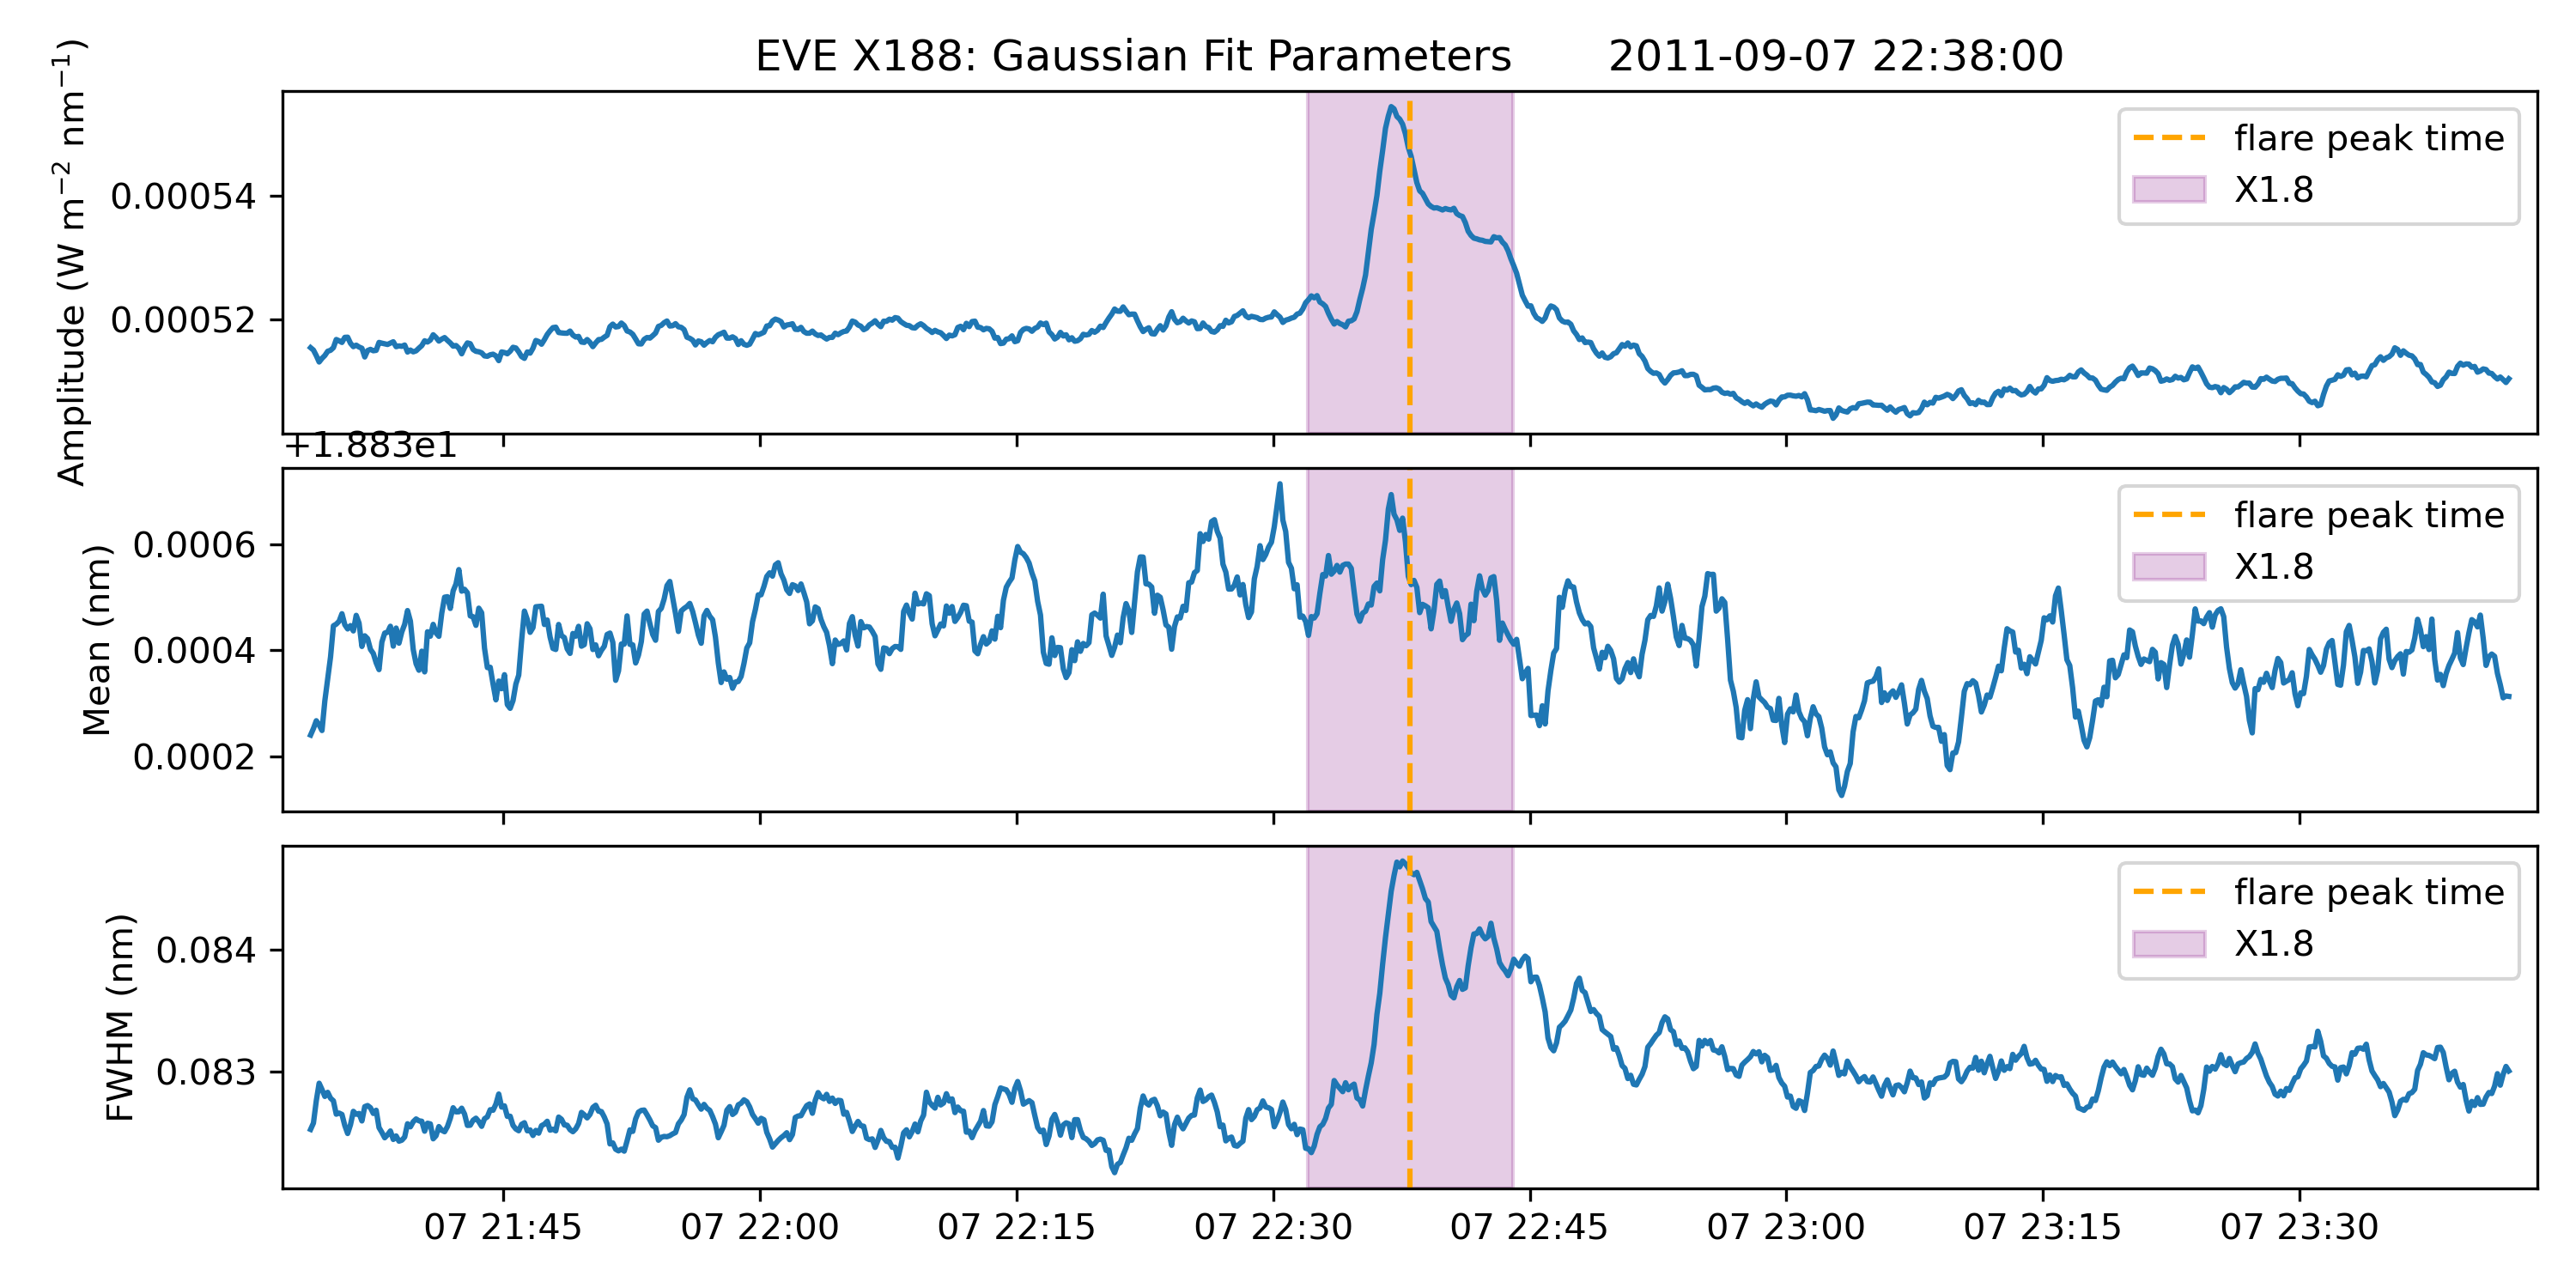 EVE X188: Gaussian Fit Parameters 2011-09-07 22:38:00
Amplitude (W m⁻² nm⁻¹)
0.00054
0.00052
flare peak time
X1.8
+1.883e1
Mean (nm)
0.0006
0.0004
0.0002
flare peak time
X1.8
FWHM (nm)
0.084
0.083
flare peak time
X1.8
07 21:45 07 22:00 07 22:15 07 22:30 07 22:45 07 23:00 07 23:15 07 23:30